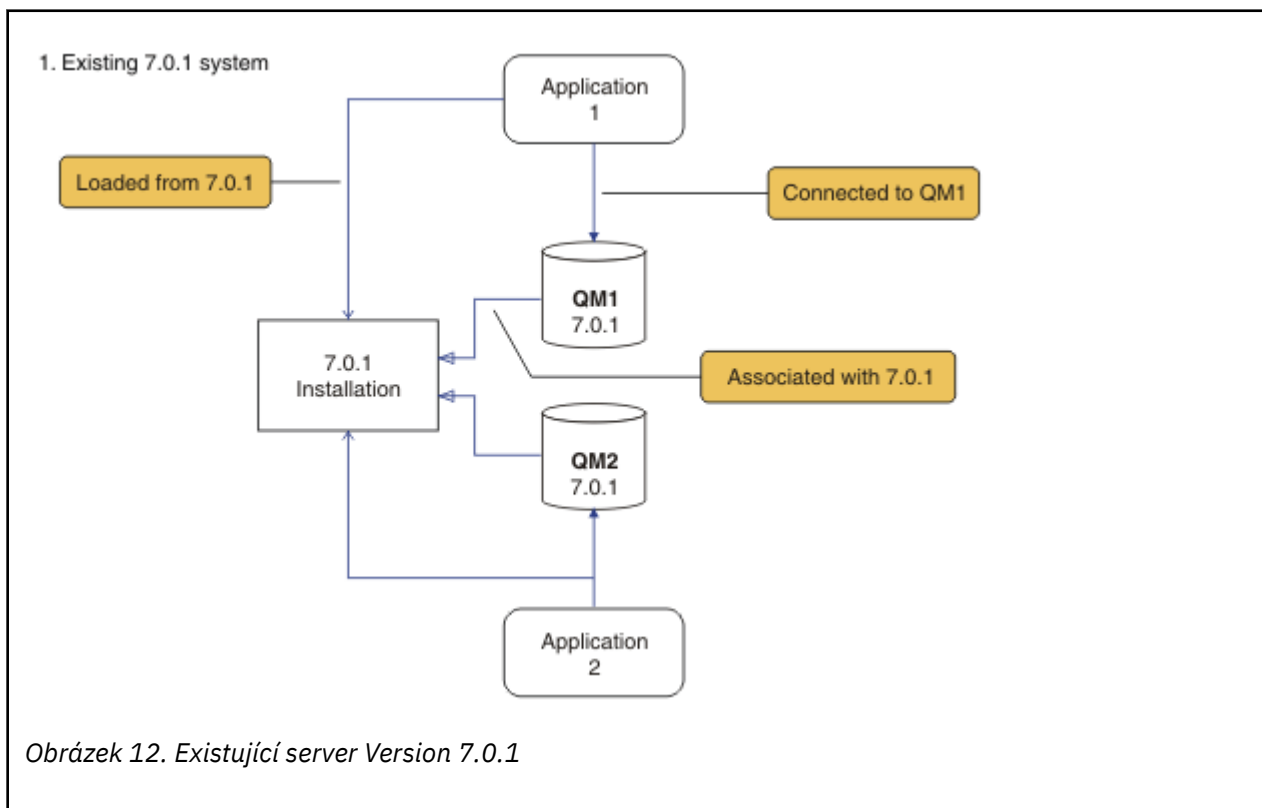 1. Existing 7.0.1 system
Application
1
Loaded from 7.0.1
Connected to QM1
QM1
7.0.1
7.0.1
Installation
Associated with 7.0.1
QM2
7.0.1
Application
2
Obrázek 12. Existující server Version 7.0.1